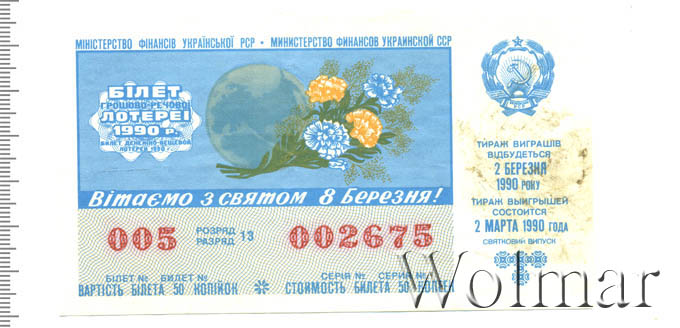 МІНІСТЕРСТВО ФІНАНСІВ УКРАЇНСЬКОЇ РСР • МИНИСТЕРСТВО ФИНАНСОВ УКРАИНСКОЙ ССР
БІЛЕТ
ГРОШОВО-РЕЧОВОЇ
ЛОТЕРЕЇ
1990 р.
БИЛЕТ ДЕНЕЖНО-ВЕЩЕВОЙ
ЛОТЕРЕИ 1990 г.
Вітаємо з святом 8 Березня!
005 РОЗРЯД РАЗРЯД 13 002675
БІЛЕТ № БИЛЕТ № СЕРІЯ № СЕРИЯ №
ВАРТІСТЬ БІЛЕТА 50 КОПІЙОК СТОИМОСТЬ БИЛЕТА 50 КОПЕЕК
ТИРАЖ ВИГРАШІВ
ВІДБУДЕТЬСЯ
2 БЕРЕЗНЯ
1990 РОКУ
ТИРАЖ ВЫИГРЫШЕЙ
СОСТОИТСЯ
2 МАРТА 1990 ГОДА
СВЯТКОВИЙ ВИПУСК
Wolmar